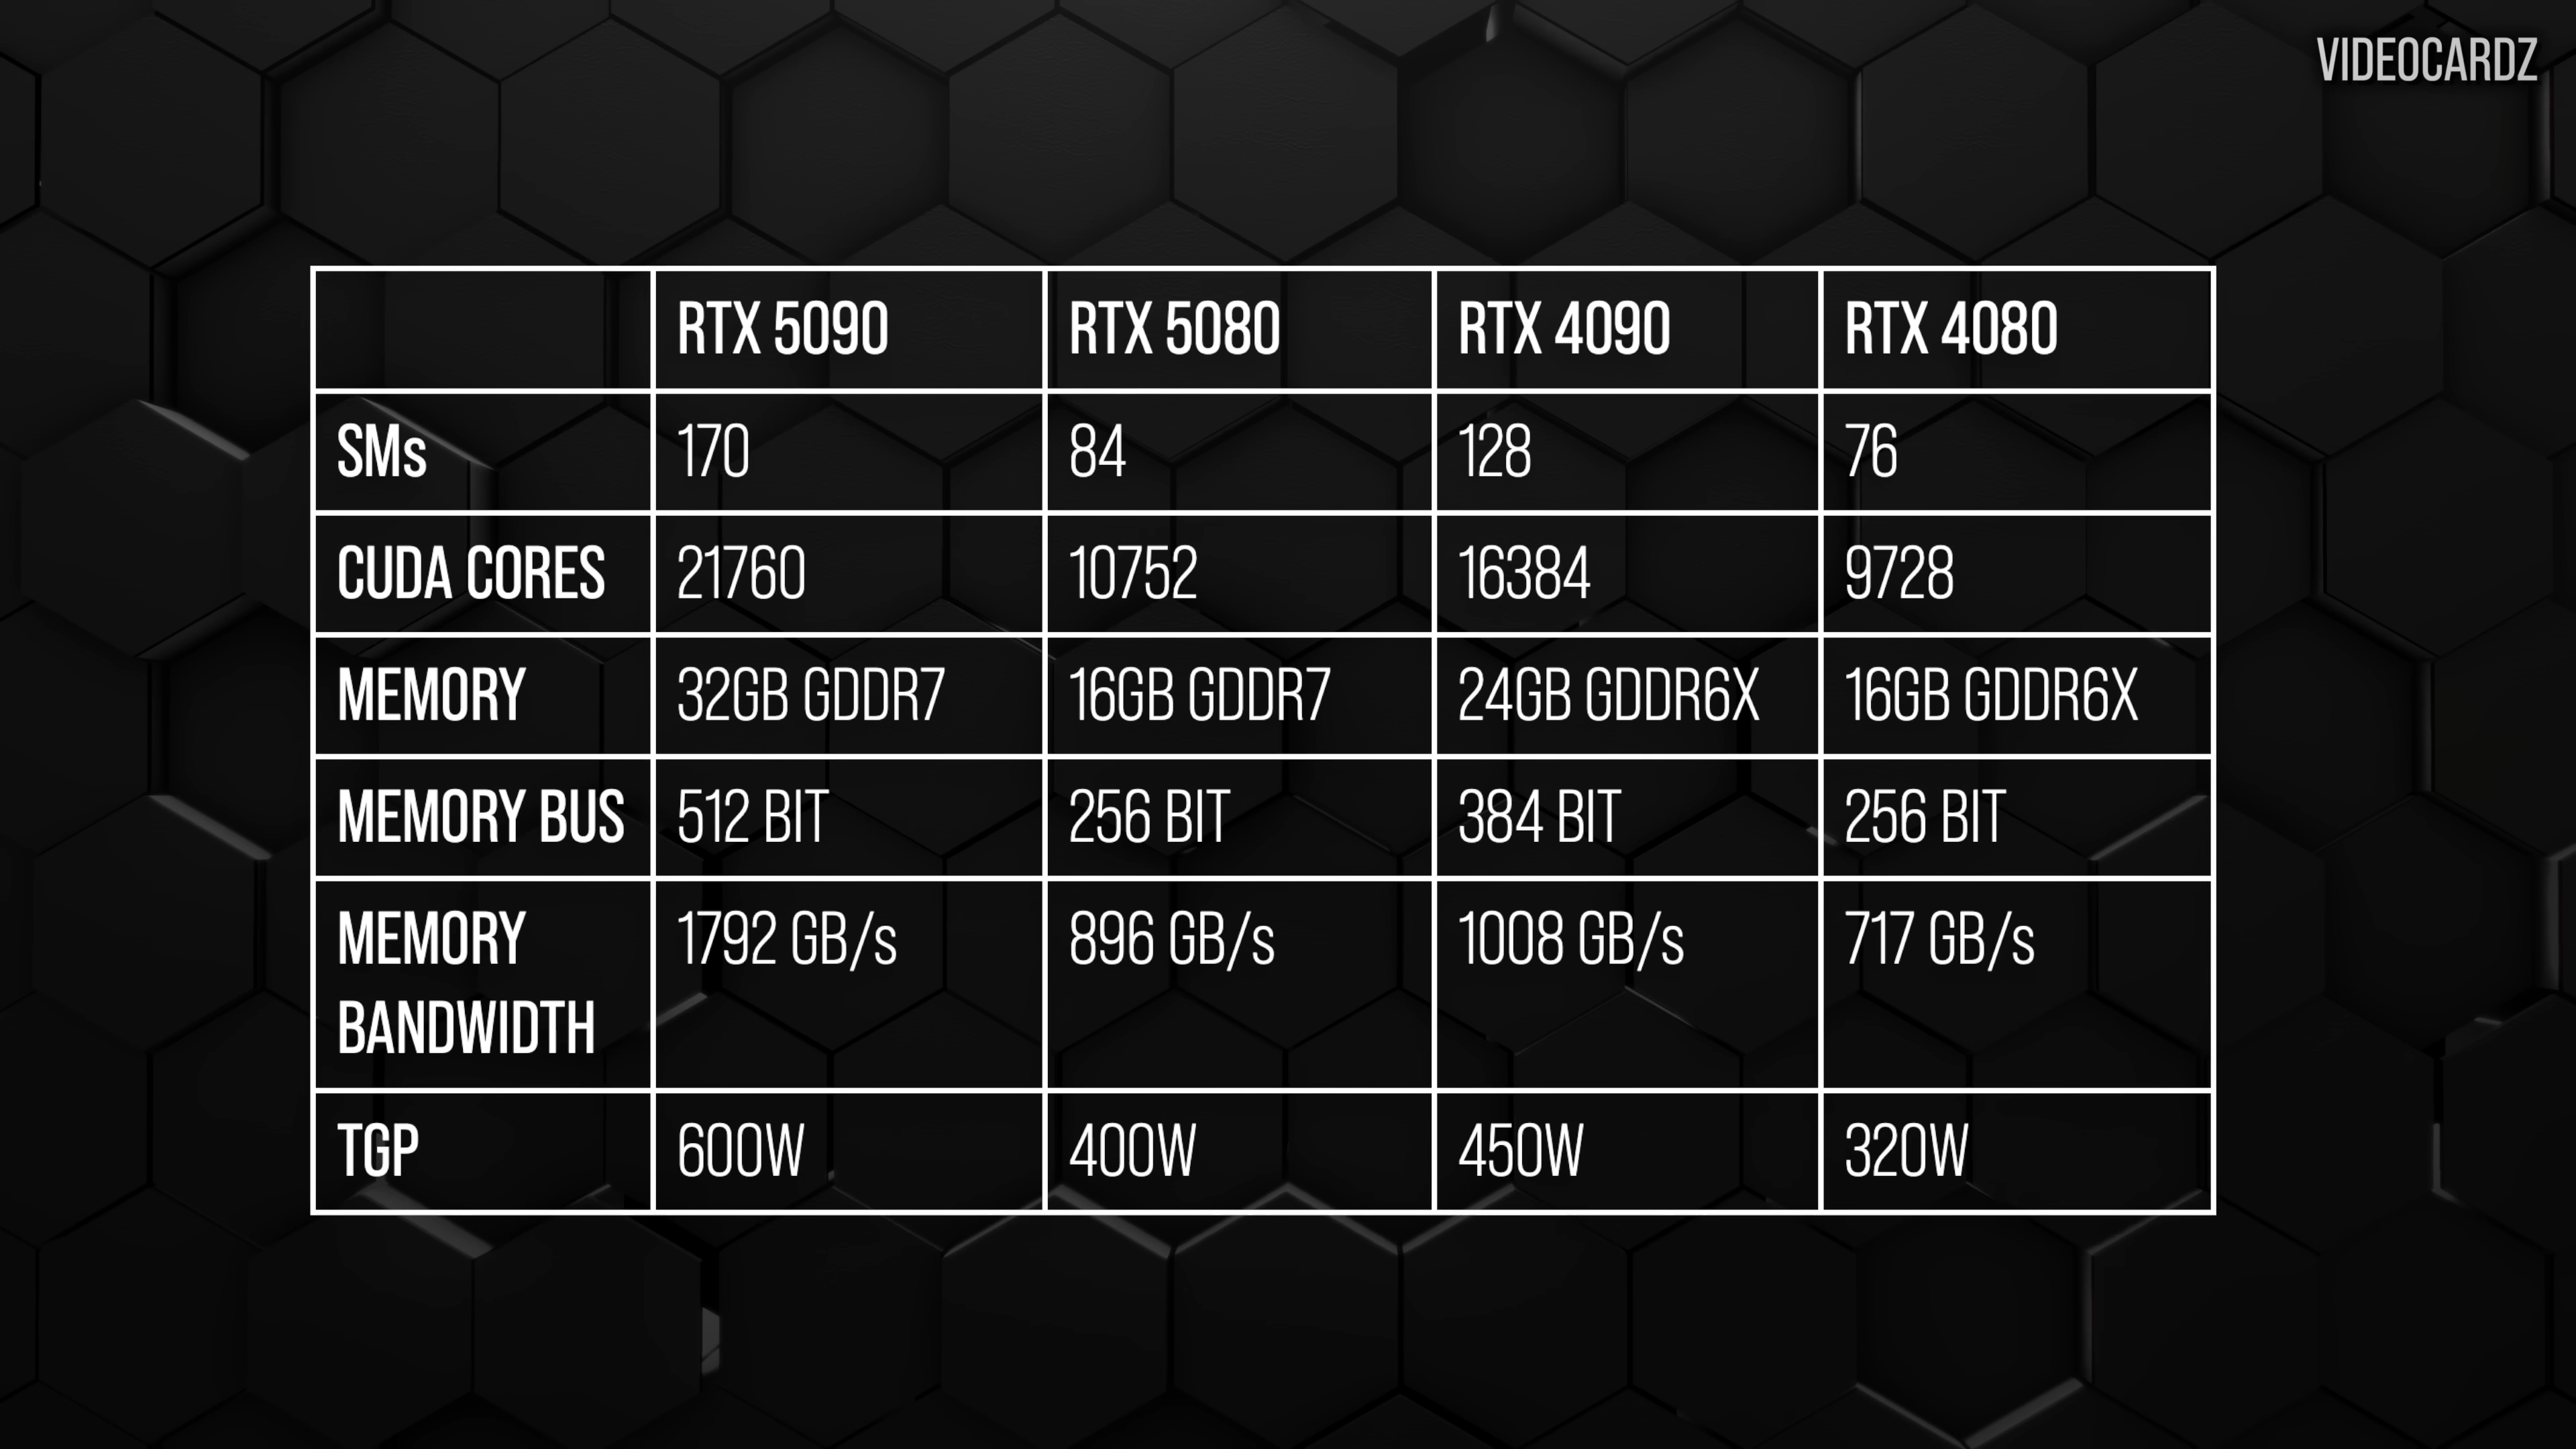 VIDEOCARDZ
RTX 5090 RTX 5080 RTX 4090 RTX 4080
SMs 170 84 128 76
CUDA CORES 21760 10752 16384 9728
MEMORY 32GB GDDR7 16GB GDDR7 24GB GDDR6X 16GB GDDR6X
MEMORY BUS 512 BIT 256 BIT 384 BIT 256 BIT
MEMORY 1792 GB/s 896 GB/s 1008 GB/s 717 GB/s
BANDWIDTH
TGP 600W 400W 450W 320W